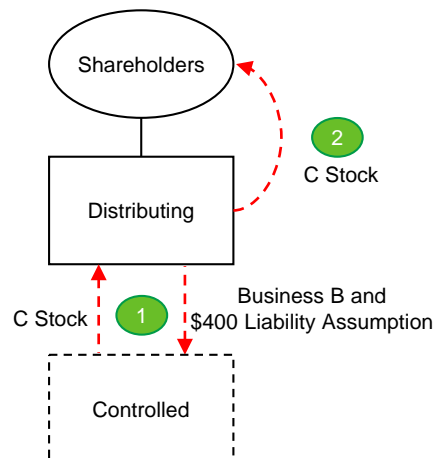 Shareholders
2
C Stock
Distributing
C Stock
1
Business B and
$400 Liability Assumption
Controlled